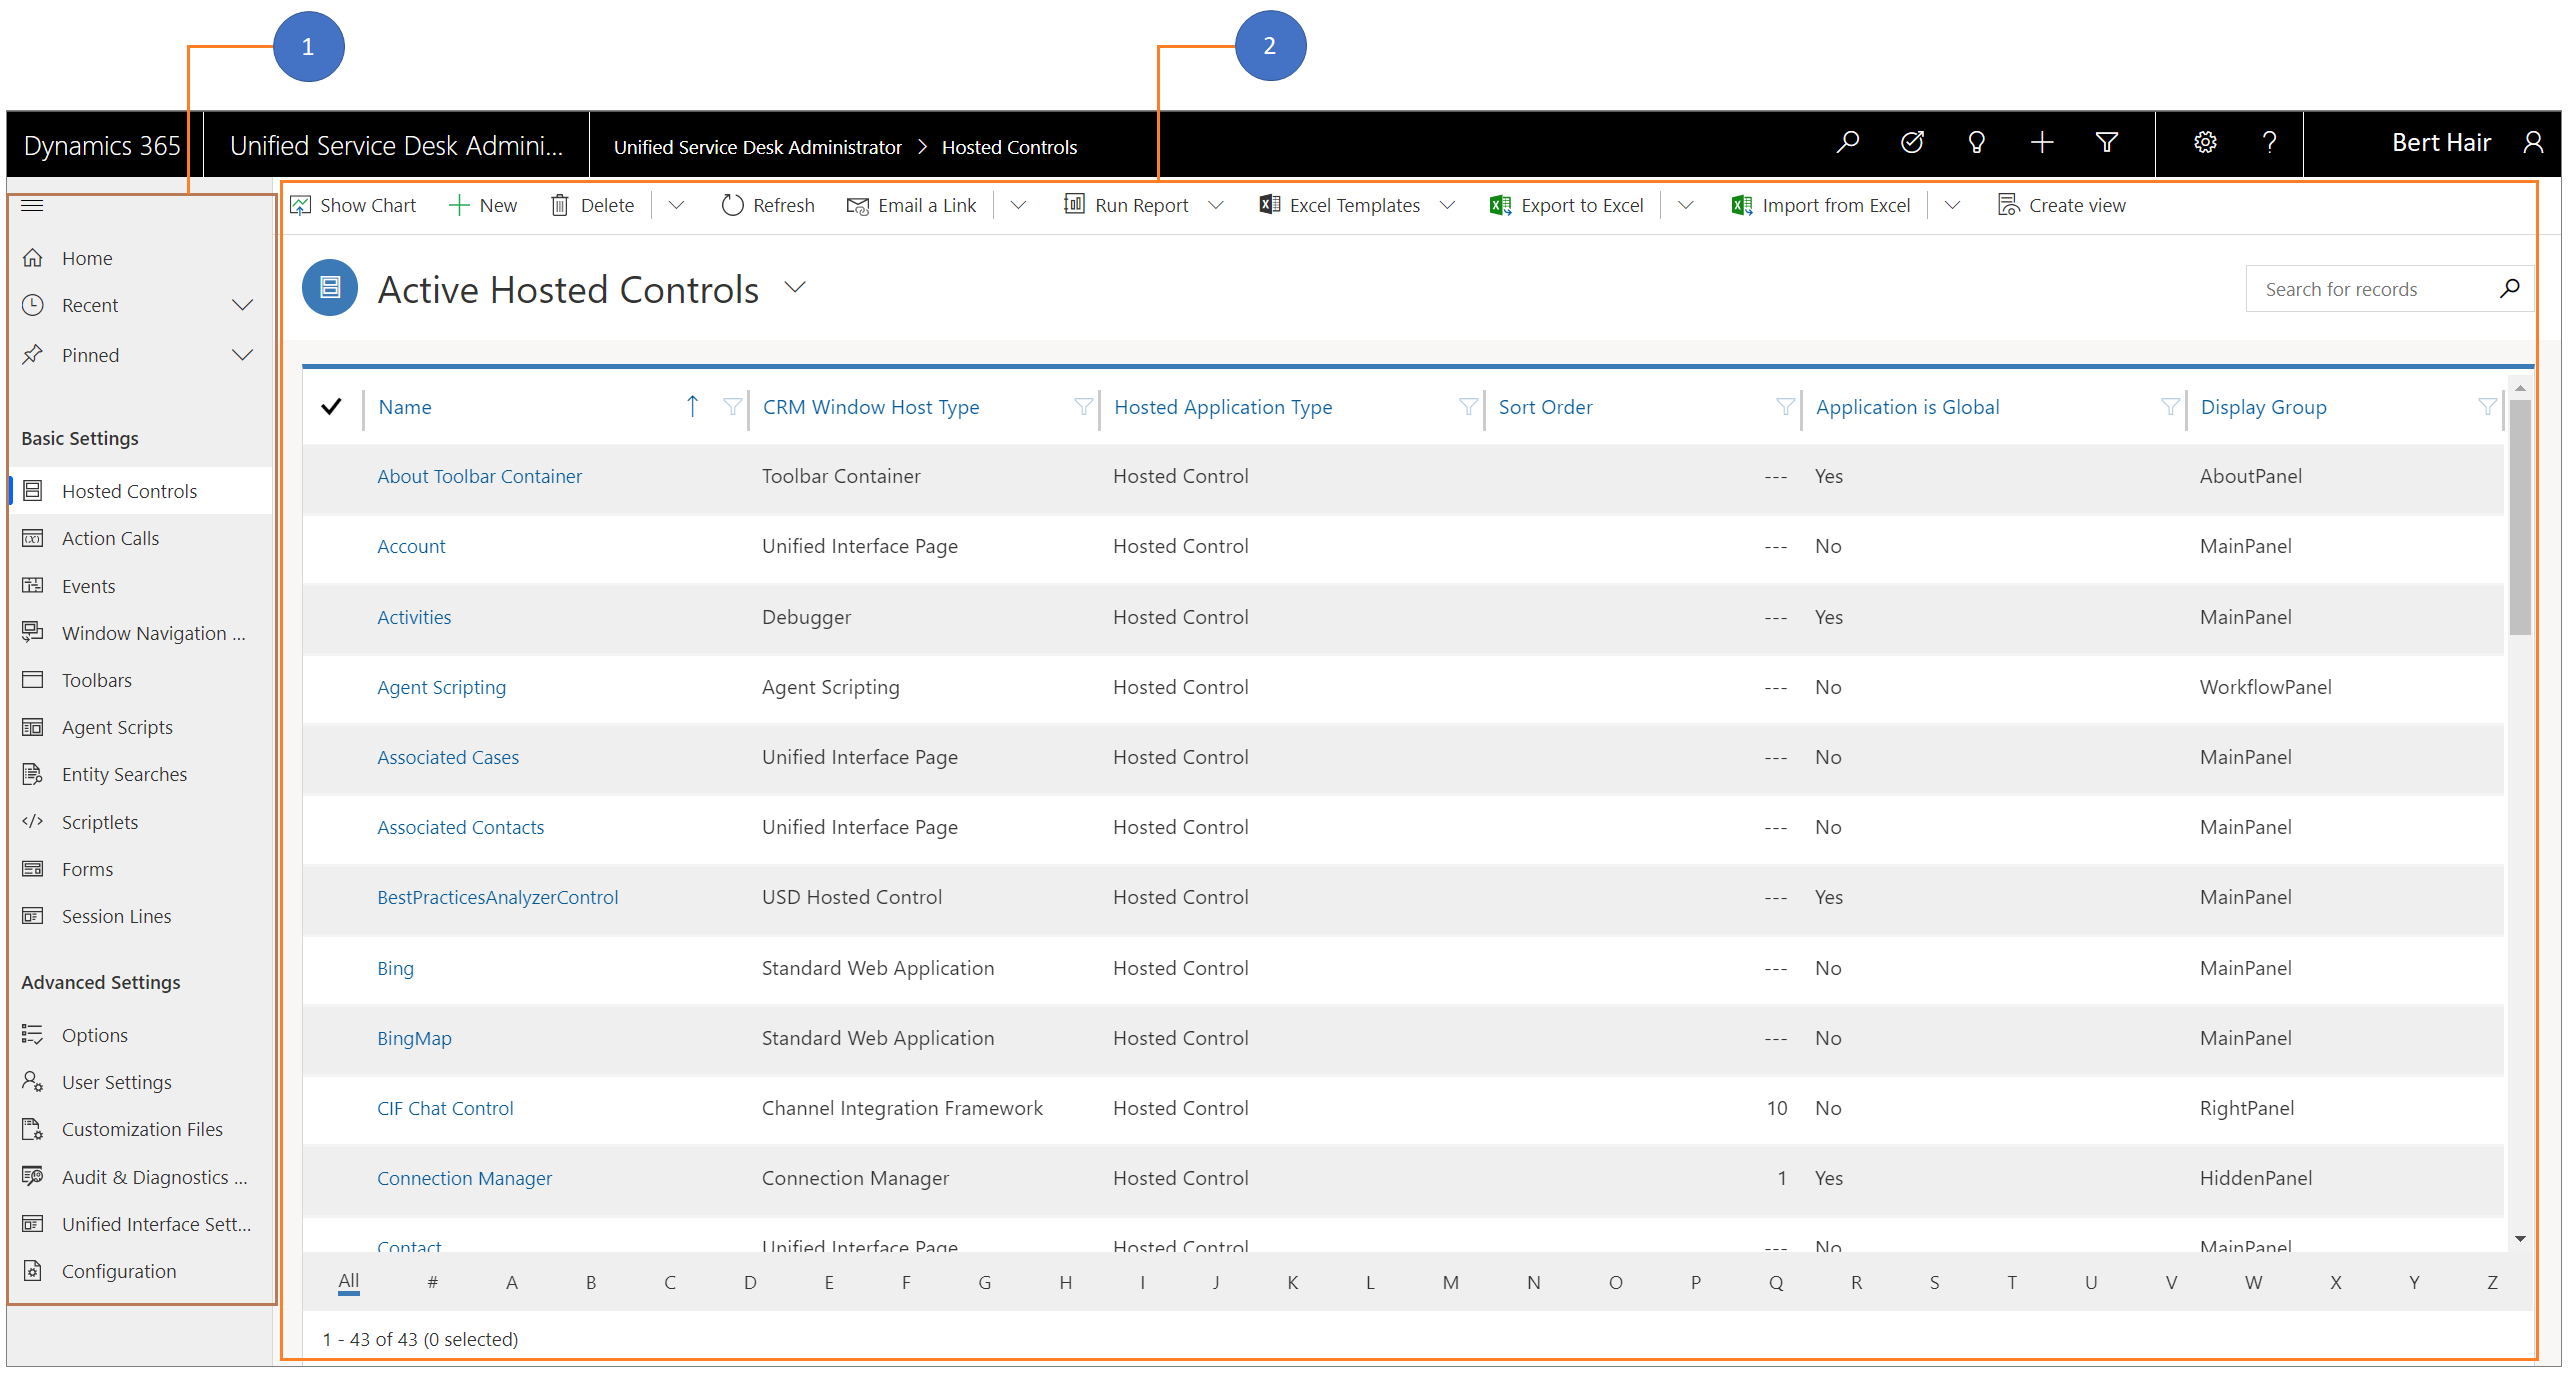 1
2
Dynamics 365
Unified Service Desk Admini...
Unified Service Desk Administrator > Hosted Controls
Bert Hair
Home
Recent
Pinned
Basic Settings
Hosted Controls
Action Calls
Events
Window Navigation ...
Toolbars
Agent Scripts
Entity Searches
Scriptlets
Forms
Session Lines
Advanced Settings
Options
User Settings
Customization Files
Audit & Diagnostics ...
Unified Interface Sett...
Configuration
Show Chart New Delete Refresh Email a Link Run Report Excel Templates Export to Excel Import from Excel Create view
Active Hosted Controls
Search for records
Name CRM Window Host Type Hosted Application Type Sort Order Application is Global Display Group
About Toolbar Container Toolbar Container Hosted Control --- Yes AboutPanel
Account Unified Interface Page Hosted Control --- No MainPanel
Activities Debugger Hosted Control --- Yes MainPanel
Agent Scripting Agent Scripting Hosted Control --- No WorkflowPanel
Associated Cases Unified Interface Page Hosted Control --- No MainPanel
Associated Contacts Unified Interface Page Hosted Control --- No MainPanel
BestPracticesAnalyzerControl USD Hosted Control Hosted Control --- Yes MainPanel
Bing Standard Web Application Hosted Control --- No MainPanel
BingMap Standard Web Application Hosted Control --- No MainPanel
CIF Chat Control Channel Integration Framework Hosted Control 10 No RightPanel
Connection Manager Connection Manager Hosted Control 1 Yes HiddenPanel
Contact Unified Interface Page Hosted Control --- No MainPanel
All # A B C D E F G H I J K L M N O P Q R S T U V W X Y Z
1 - 43 of 43 (0 selected)